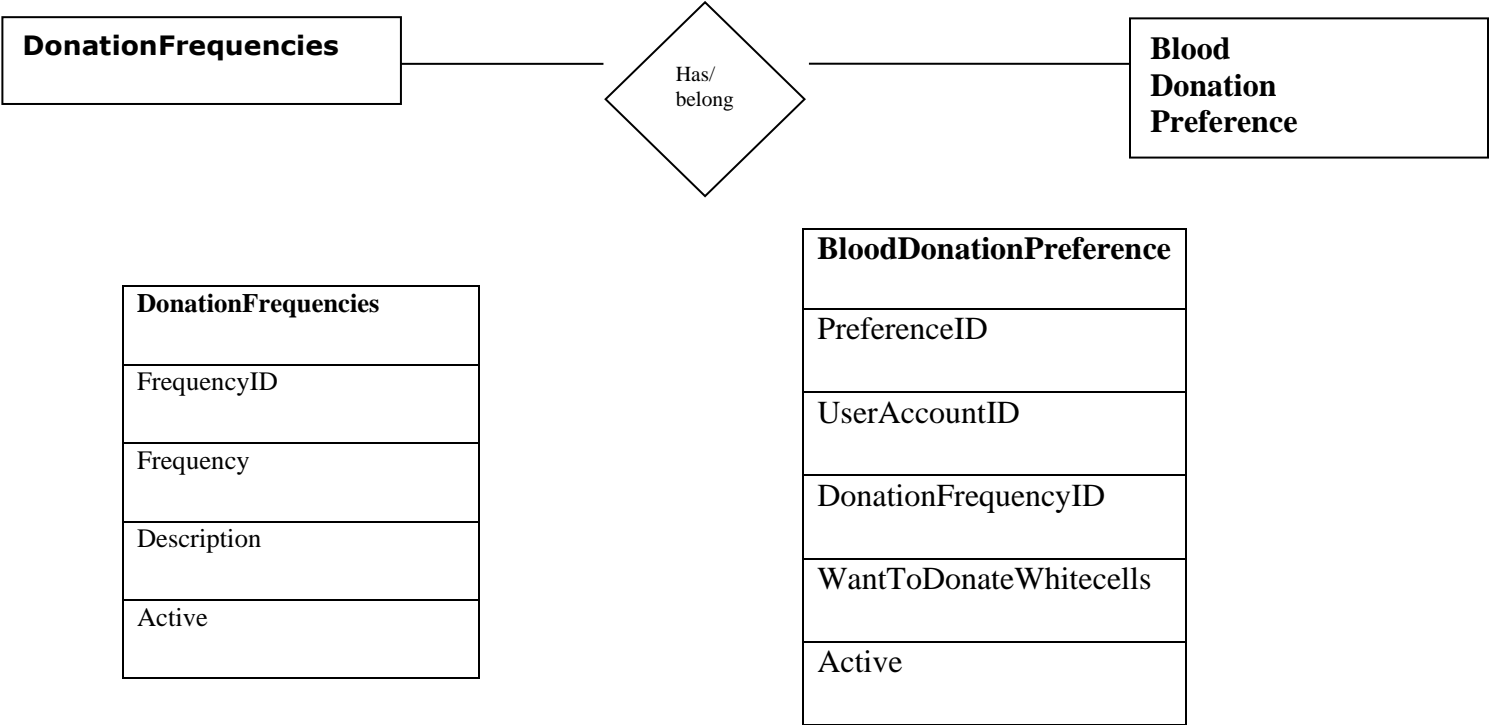 DonationFrequencies
Has/
belong
Blood
Donation
Preference
DonationFrequencies
FrequencyID
Frequency
Description
Active
BloodDonationPreference
PreferenceID
UserAccountID
DonationFrequencyID
WantToDonateWhitecells
Active